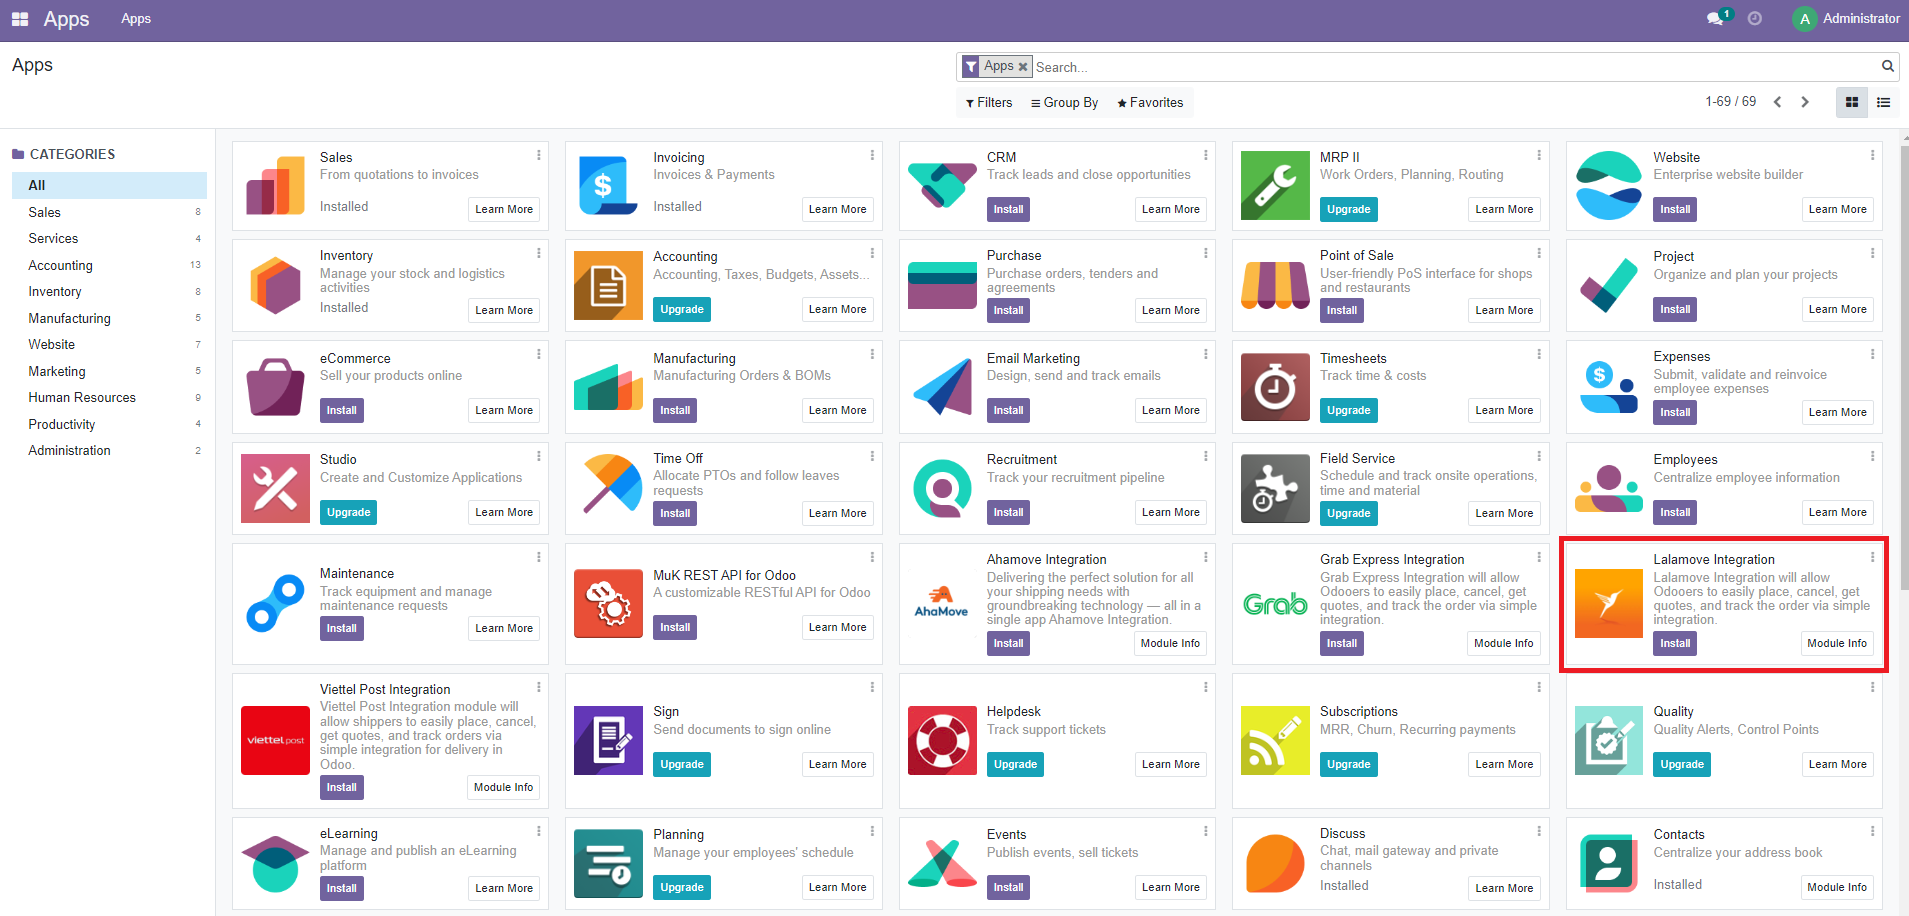 Apps
Apps
1
A
Administrator
Apps
Apps
Search...
Filters
Group By
Favorites
1-69 / 69
CATEGORIES
All
Sales 8
Services 4
Accounting 13
Inventory 8
Manufacturing 5
Website 7
Marketing 5
Human Resources 9
Productivity 4
Administration 2
Sales
From quotations to invoices
Installed
Learn More
Invoicing
Invoices & Payments
Installed
Learn More
CRM
Track leads and close opportunities
Install
Learn More
MRP II
Work Orders, Planning, Routing
Upgrade
Learn More
Website
Enterprise website builder
Install
Learn More
Inventory
Manage your stock and logistics
activities
Installed
Learn More
Accounting
Accounting, Taxes, Budgets, Assets...
Upgrade
Learn More
Purchase
Purchase orders, tenders and
agreements
Install
Learn More
Point of Sale
User-friendly PoS interface for shops
and restaurants
Install
Learn More
Project
Organize and plan your projects
Install
Learn More
eCommerce
Sell your products online
Install
Learn More
Manufacturing
Manufacturing Orders & BOMs
Install
Learn More
Email Marketing
Design, send and track emails
Install
Learn More
Timesheets
Track time & costs
Upgrade
Learn More
Expenses
Submit, validate and reinvoice
employee expenses
Install
Learn More
Studio
Create and Customize Applications
Upgrade
Learn More
Time Off
Allocate PTOs and follow leaves
requests
Install
Learn More
Recruitment
Track your recruitment pipeline
Install
Learn More
Field Service
Schedule and track onsite operations,
time and material
Upgrade
Learn More
Employees
Centralize employee information
Install
Learn More
Maintenance
Track equipment and manage
maintenance requests
Install
Learn More
MuK REST API for Odoo
A customizable RESTful API for Odoo
Install
Learn More
AhaMove
Ahamove Integration
Delivering the perfect solution for all
your shipping needs with
groundbreaking technology — all in a
single app Ahamove Integration.
Install
Module Info
Grab
Grab Express Integration
Grab Express Integration will allow
Odooers to easily place, cancel, get
quotes, and track the order via simple
integration.
Install
Module Info
Lalamove Integration
Lalamove Integration will allow
Odooers to easily place, cancel, get
quotes, and track the order via simple
integration.
Install
Module Info
viettel post
Viettel Post Integration
Viettel Post Integration module will
allow shippers to easily place, cancel,
get quotes, and track orders via
simple integration for delivery in
Odoo.
Install
Module Info
Sign
Send documents to sign online
Upgrade
Learn More
Helpdesk
Track support tickets
Upgrade
Learn More
Subscriptions
MRR, Churn, Recurring payments
Upgrade
Learn More
Quality
Quality Alerts, Control Points
Upgrade
Learn More
eLearning
Manage and publish an eLearning
platform
Install
Learn More
Planning
Manage your employees' schedule
Upgrade
Learn More
Events
Publish events, sell tickets
Install
Learn More
Discuss
Chat, mail gateway and private
channels
Installed
Learn More
Contacts
Centralize your address book
Installed
Module Info